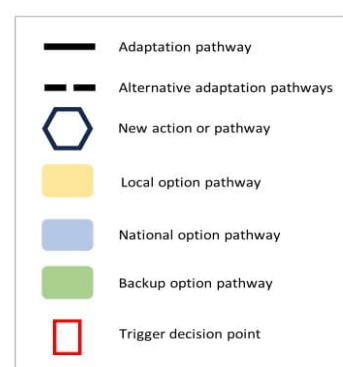 Adaptation pathway
Alternative adaptation pathways
New action or pathway
Local option pathway
National option pathway
Backup option pathway
Trigger decision point